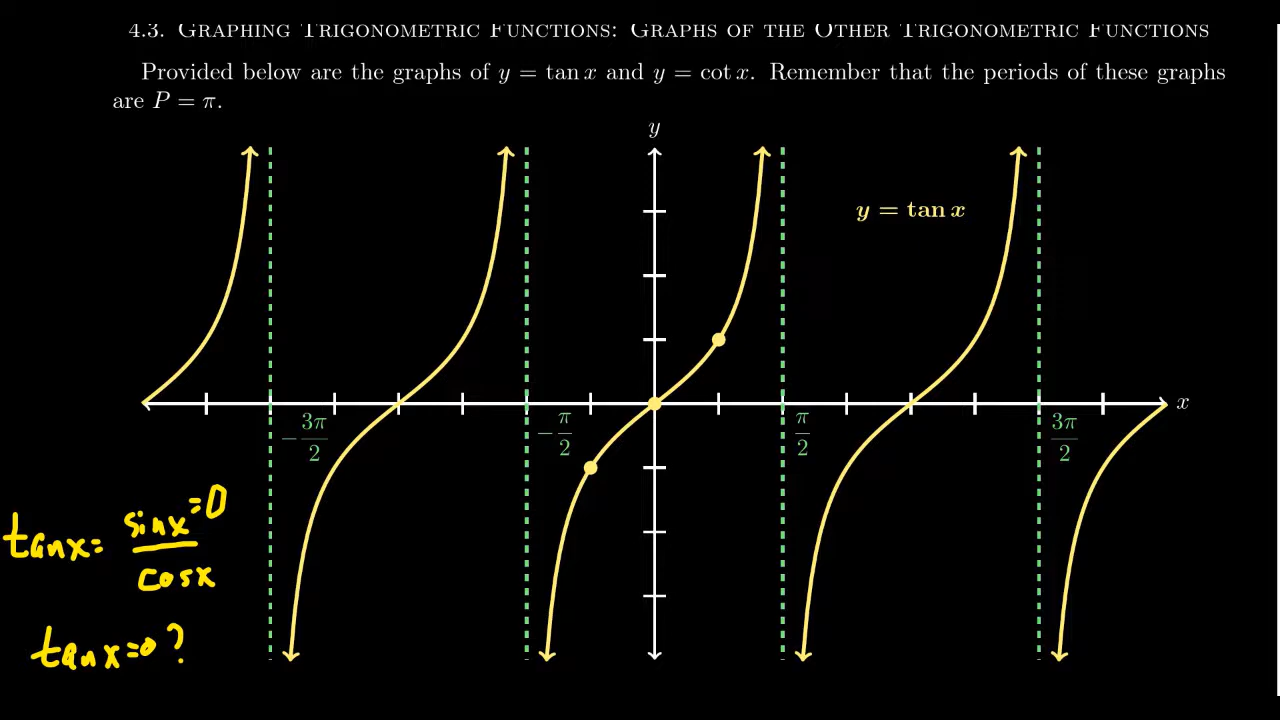 4.3. Graphing Trigonometric Functions: Graphs of the Other Trigonometric Functions
Provided below are the graphs of y = tan x and y = cot x. Remember that the periods of these graphs
are P = π.
y
y = tan x
x
−3π/2
−π/2
π/2
3π/2
tanx = sinx=0/cosx
tanx=0?